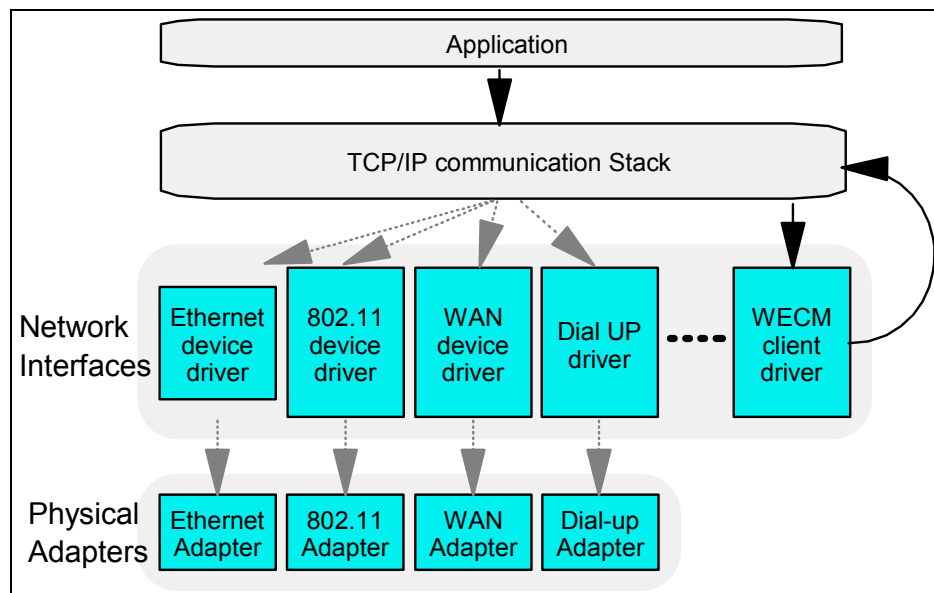 Application
TCP/IP communication Stack
Network
Interfaces
Ethernet
device
driver
802.11
device
driver
WAN
device
driver
Dial UP
driver
WECM
client
driver
Physical
Adapters
Ethernet
Adapter
802.11
Adapter
WAN
Adapter
Dial-up
Adapter